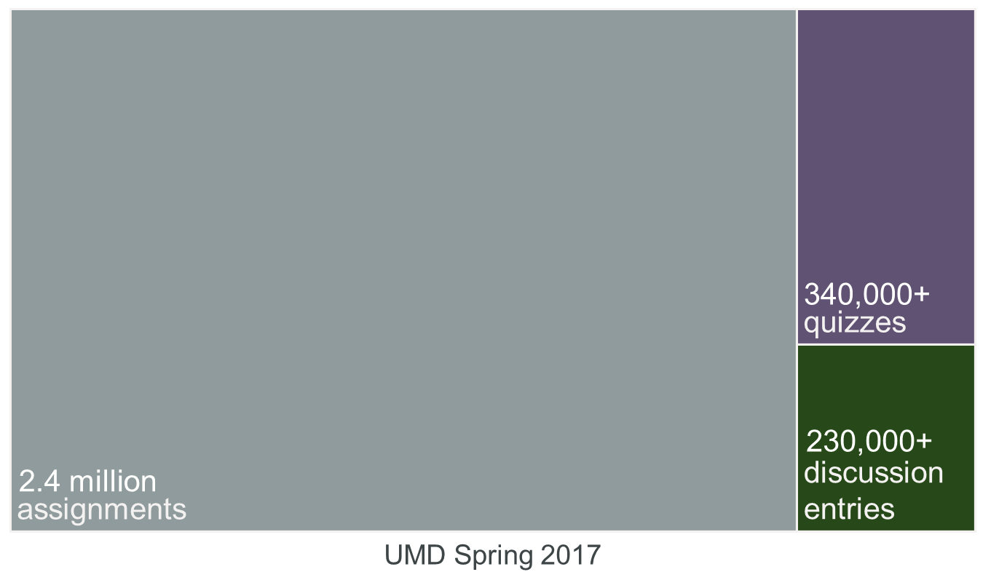 340,000+
quizzes
230,000+
discussion
entries
2.4 million
assignments
UMD Spring 2017